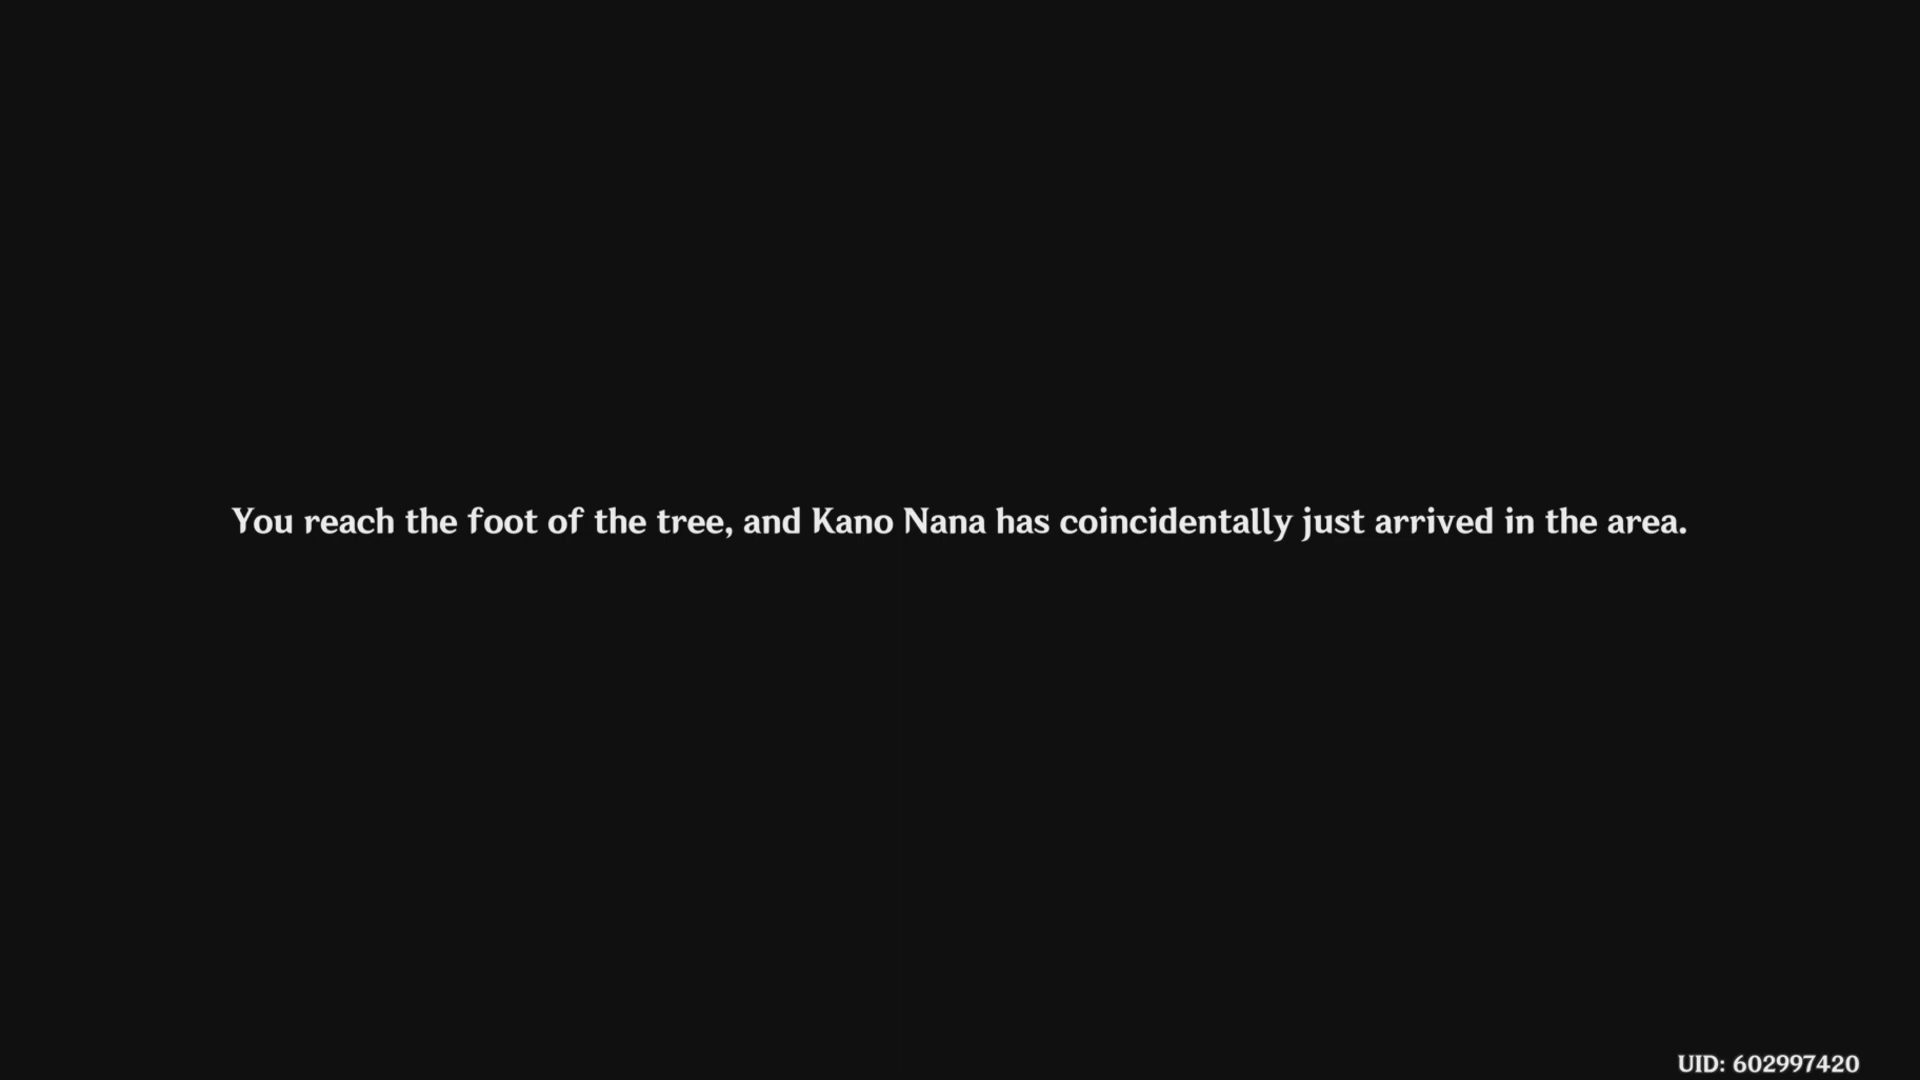 You reach the foot of the tree, and Kano Nana has coincidentally just arrived in the area.
UID: 602997420